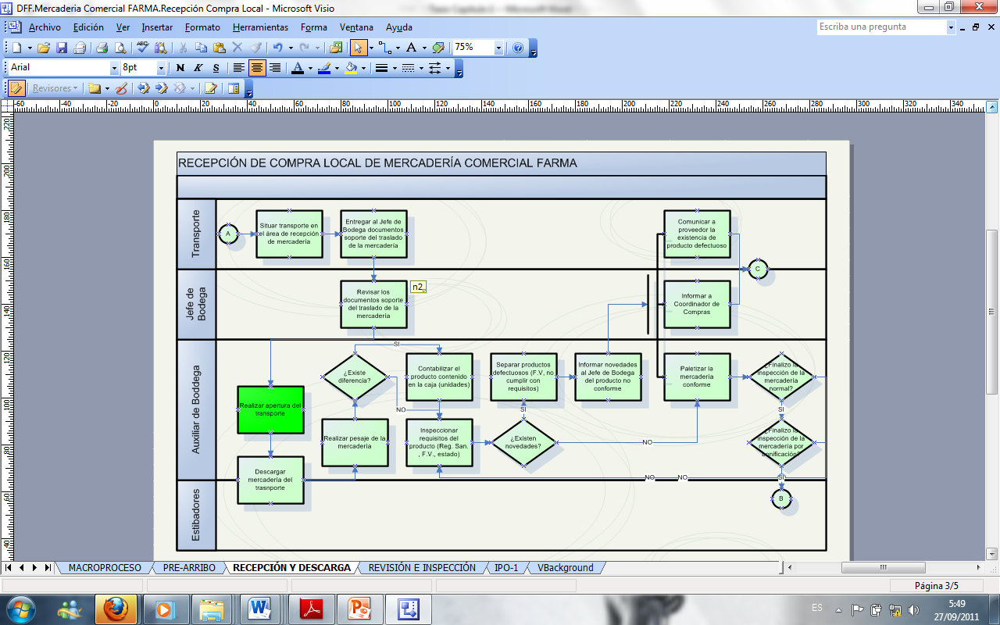 DFF.Mercaderia Comercial FARMA.Recepción Compra Local - Microsoft Visio
Archivo Edición Ver Insertar Formato Herramientas Forma Ventana Ayuda
Escriba una pregunta
75%
Arial 8pt N K S
Revisores
-60 -40 -20 0 20 40 60 80 100 120 140 160 180 200 220 240 260 280 300 320 340
220
200
180
160
140
120
100
80
60
40
RECEPCIÓN DE COMPRA LOCAL DE MERCADERÍA COMERCIAL FARMA
Transporte
A
Situar transporte en
el área de recepción
de mercadería
Entregar al Jefe de
Bodega documentos
soporte del traslado
de la mercadería
Comunicar a
proveedor la
existencia de
producto defectuoso
C
Jefe de
Bodega
Revisar los
documentos soporte
del traslado de la
mercadería
n2
Informar a
Coordinador de
Compras
Auxiliar de Boddega
SI
¿Existe
diferencia?
Contabilizar el
producto contenido
en la caja (unidades)
Separar productos
defectuosos (F.V, no
cumplir con
requisitos)
Informar novedades
al Jefe de Bodega
del producto no
conforme
Paletizar la
mercadería
conforme
¿Finalizo la
inspección de la
mercadería
normal?
Realizar apertura del
transporte
NO
SI
SI
Realizar pesaje de la
mercadería
Inspeccionar
requisitos del
producto (Reg. San.
, F.V., estado)
¿Existen
novedades?
NO
¿Finalizo la
inspección de la
mercadería por
bonificación?
Descargar
mercadería del
trasnporte
NO
NO
SI
Estibadores
B
MACROPROCESO
PRE-ARRIBO
RECEPCIÓN Y DESCARGA
REVISIÓN E INSPECCIÓN
IPO-1
VBackground
Página 3/5
ES
5:49
27/09/2011